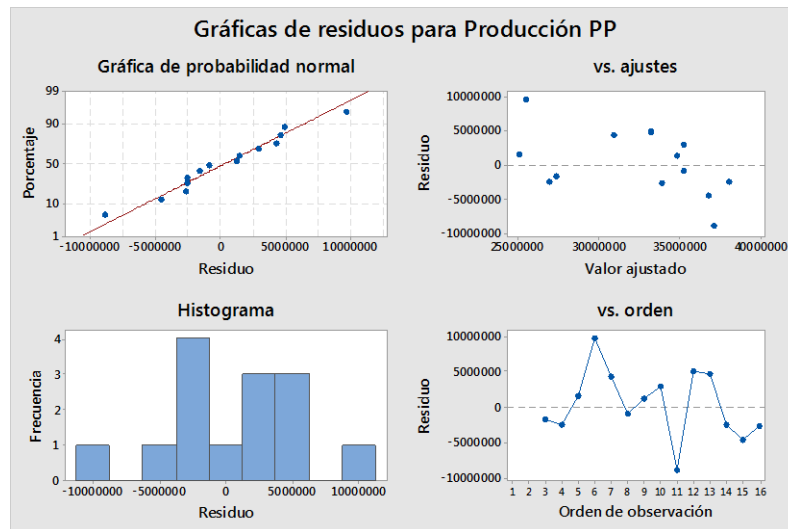 Gráficas de residuos para Producción PP
Gráfica de probabilidad normal
99
90
50
10
1
Porcentaje
-10000000 -5000000 0 5000000 10000000
Residuo
vs. ajustes
10000000
5000000
0
-5000000
-10000000
Residuo
25000000 30000000 35000000 40000000
Valor ajustado
Histograma
4
3
2
1
0
Frecuencia
-10000000 -5000000 0 5000000 10000000
Residuo
vs. orden
10000000
5000000
0
-5000000
-10000000
Residuo
1 2 3 4 5 6 7 8 9 10 11 12 13 14 15 16
Orden de observación